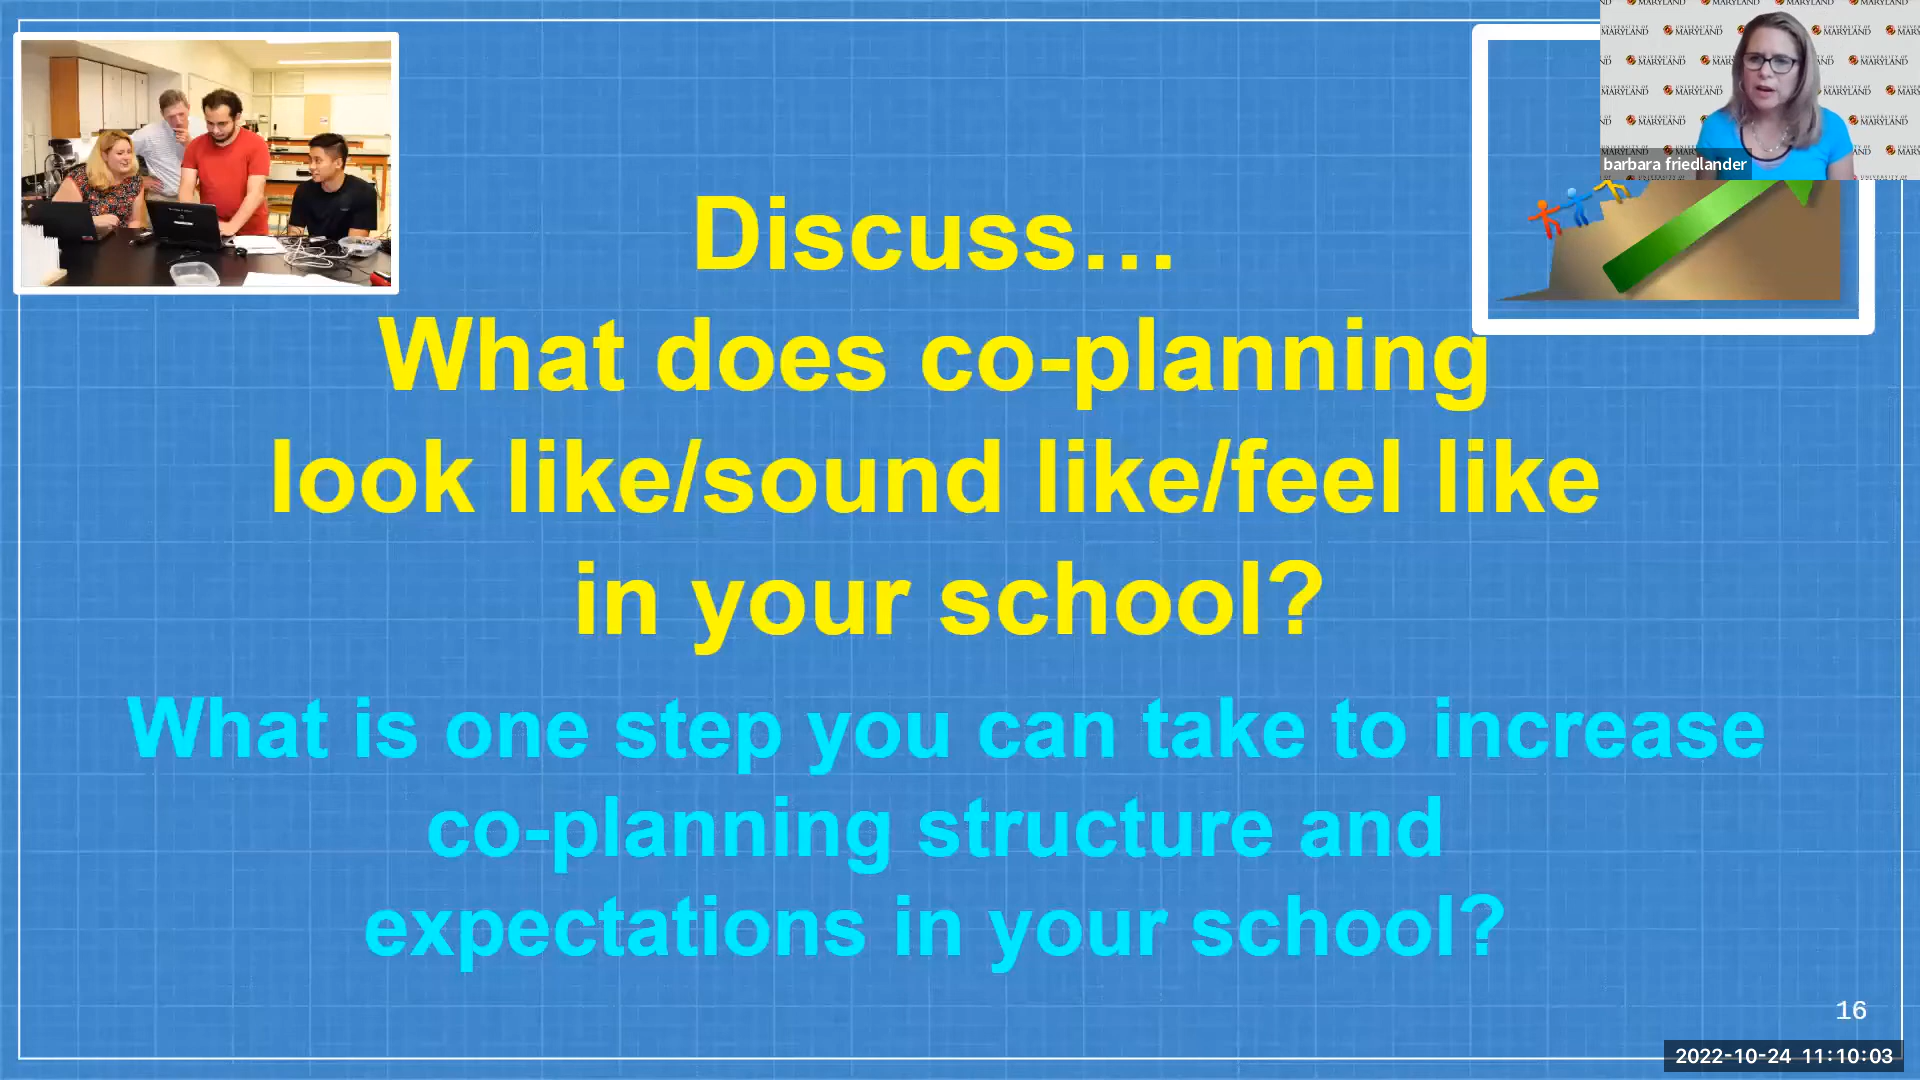 Discuss...
What does co-planning
look like/sound like/feel like
in your school?
What is one step you can take to increase
co-planning structure and
expectations in your school?
UNIVERSITY OF
MARYLAND
barbara friedlander
16
2022-10-24 11:10:03